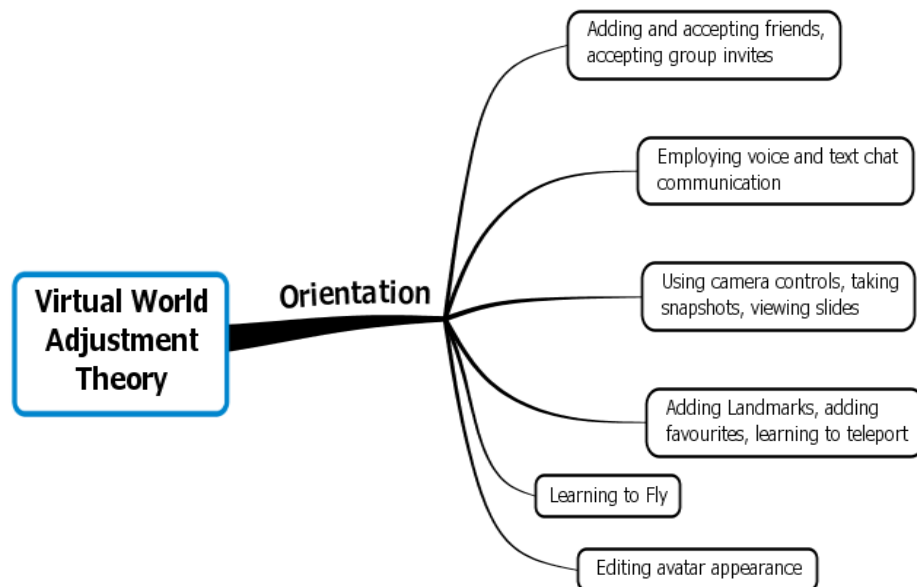 Virtual World
Adjustment
Theory
Orientation
Adding and accepting friends,
accepting group invites
Employing voice and text chat
communication
Using camera controls, taking
snapshots, viewing slides
Adding Landmarks, adding
favourites, learning to teleport
Learning to Fly
Editing avatar appearance